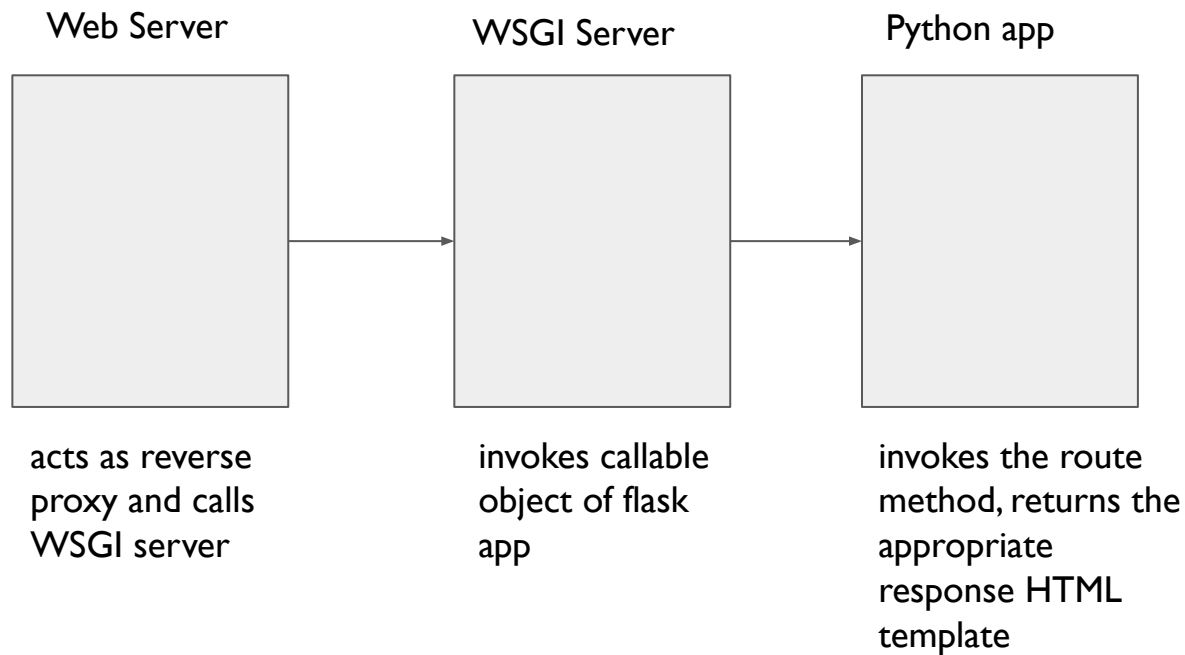 Web Server
WSGI Server
Python app
acts as reverse
proxy and calls
WSGI server
invokes callable
object of flask
app
invokes the route
method, returns the
appropriate
response HTML
template